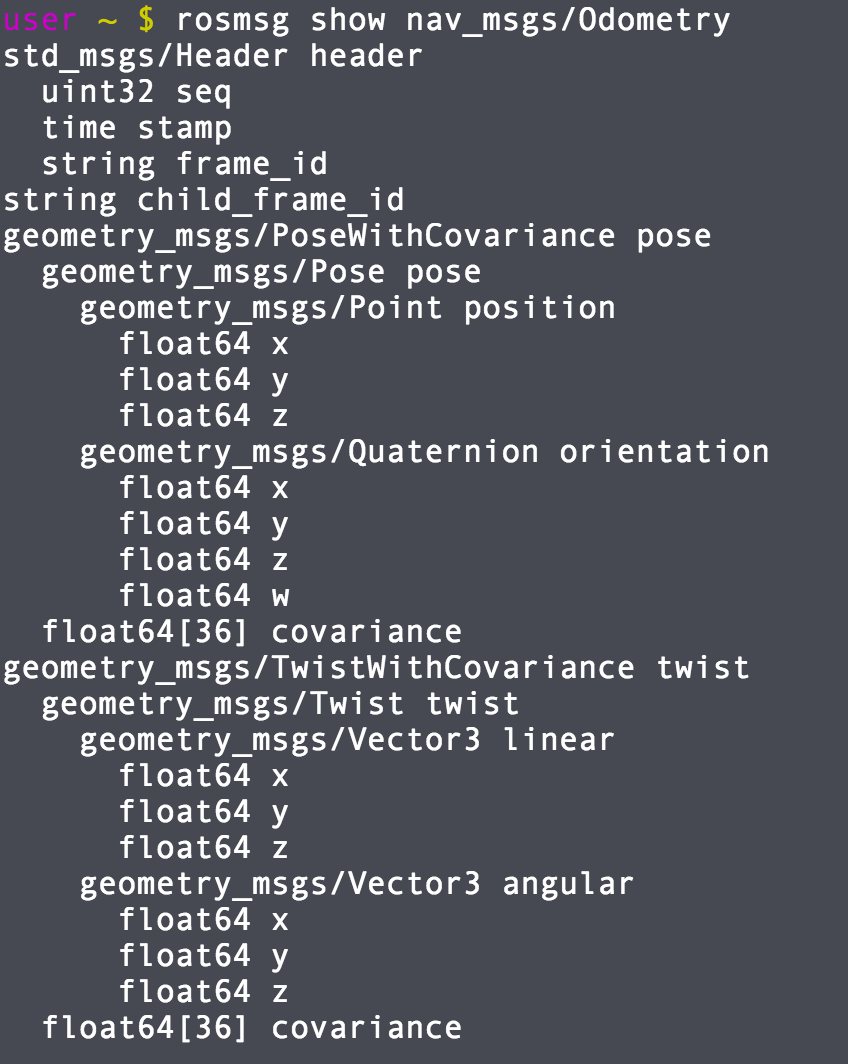 user ~ $ rosmsg show nav_msgs/Odometry
std_msgs/Header header
  uint32 seq
  time stamp
  string frame_id
string child_frame_id
geometry_msgs/PoseWithCovariance pose
  geometry_msgs/Pose pose
    geometry_msgs/Point position
      float64 x
      float64 y
      float64 z
    geometry_msgs/Quaternion orientation
      float64 x
      float64 y
      float64 z
      float64 w
  float64[36] covariance
geometry_msgs/TwistWithCovariance twist
  geometry_msgs/Twist twist
    geometry_msgs/Vector3 linear
      float64 x
      float64 y
      float64 z
    geometry_msgs/Vector3 angular
      float64 x
      float64 y
      float64 z
  float64[36] covariance